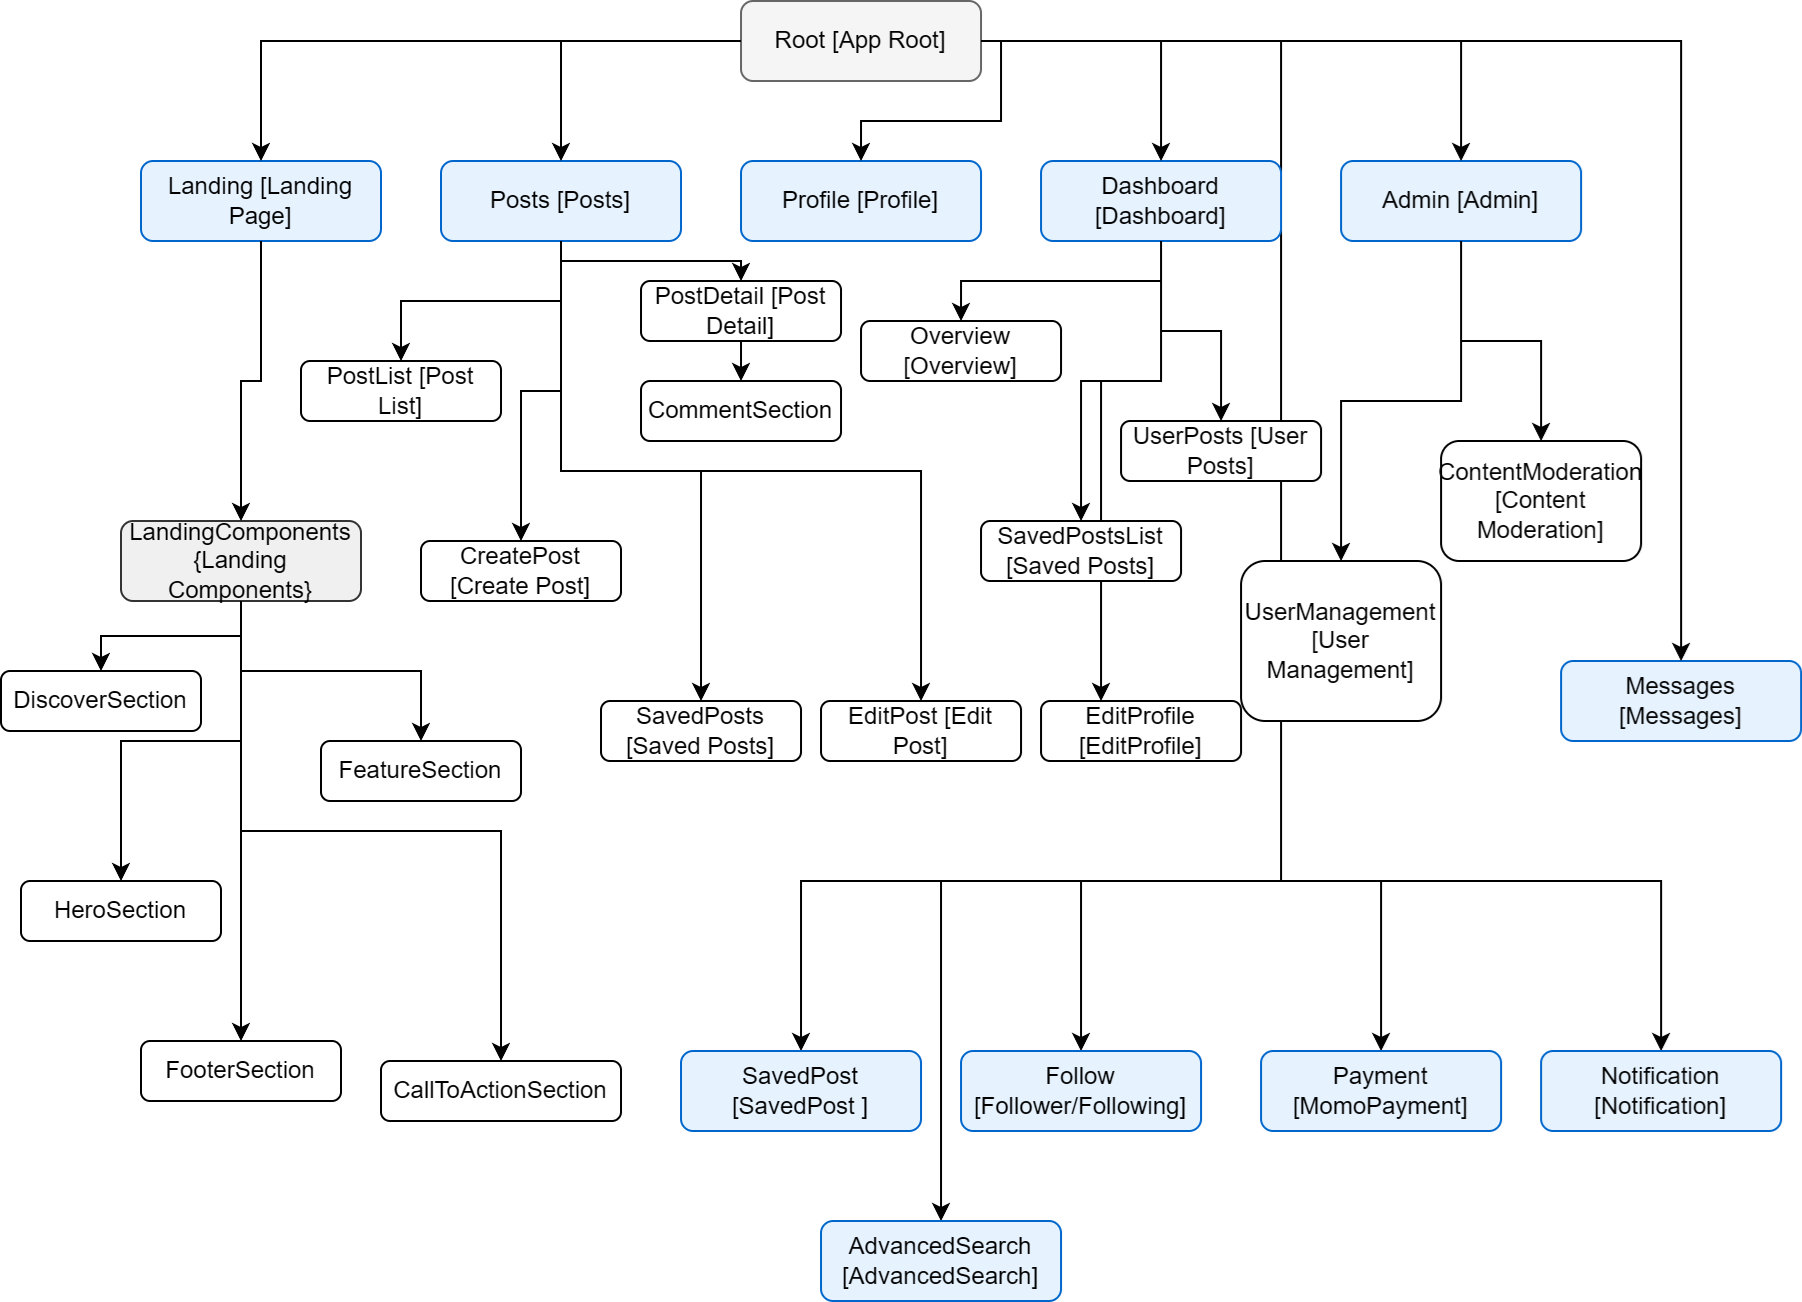 Root [App Root]
Landing [Landing
Page]
Posts [Posts]
Profile [Profile]
Dashboard
[Dashboard]
Admin [Admin]
PostDetail [Post
Detail]
Overview
[Overview]
PostList [Post
List]
CommentSection
UserPosts [User
Posts]
ContentModeration
[Content
Moderation]
LandingComponents
{Landing
Components}
CreatePost
[Create Post]
SavedPostsList
[Saved Posts]
UserManagement
[User
Management]
DiscoverSection
FeatureSection
SavedPosts
[Saved Posts]
EditPost [Edit
Post]
EditProfile
[EditProfile]
Messages
[Messages]
HeroSection
FooterSection
CallToActionSection
SavedPost
[SavedPost ]
Follow
[Follower/Following]
Payment
[MomoPayment]
Notification
[Notification]
AdvancedSearch
[AdvancedSearch]